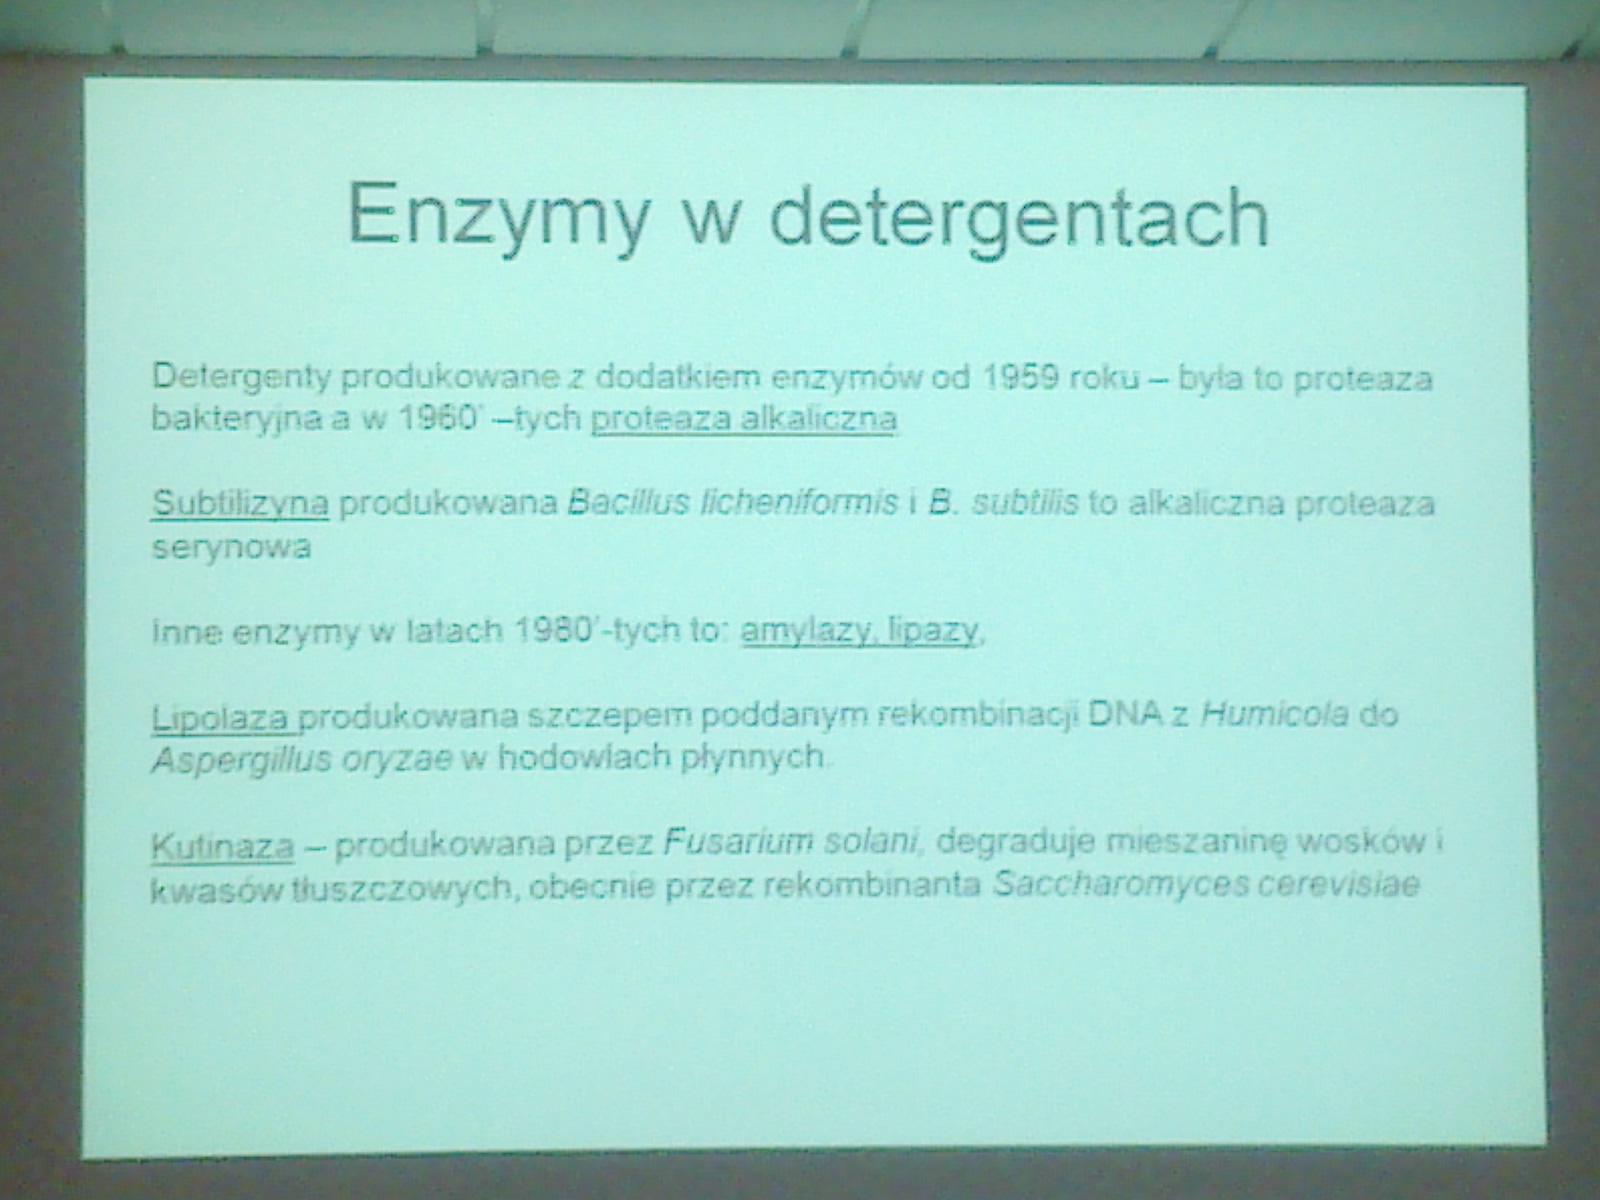 Enzymy w detergentach
Detergenty produkowane z dodatkiem enzymów od 1959 roku – była to proteaza
bakteryjna a w 1960' –tych proteaza alkaliczna
Subtilizyna produkowana Bacillus licheniformis i B. subtilis to alkaliczna proteaza
serynowa
Inne enzymy w latach 1980'-tych to: amylazy, lipazy,
Lipolaza produkowana szczepem poddanym rekombinacji DNA z Humicola do
Aspergillus oryzae w hodowlach płynnych.
Kutinaza – produkowana przez Fusarium solani, degraduje mieszaninę wosków i
kwasów tłuszczowych, obecnie przez rekombinanta Saccharomyces cerevisiae